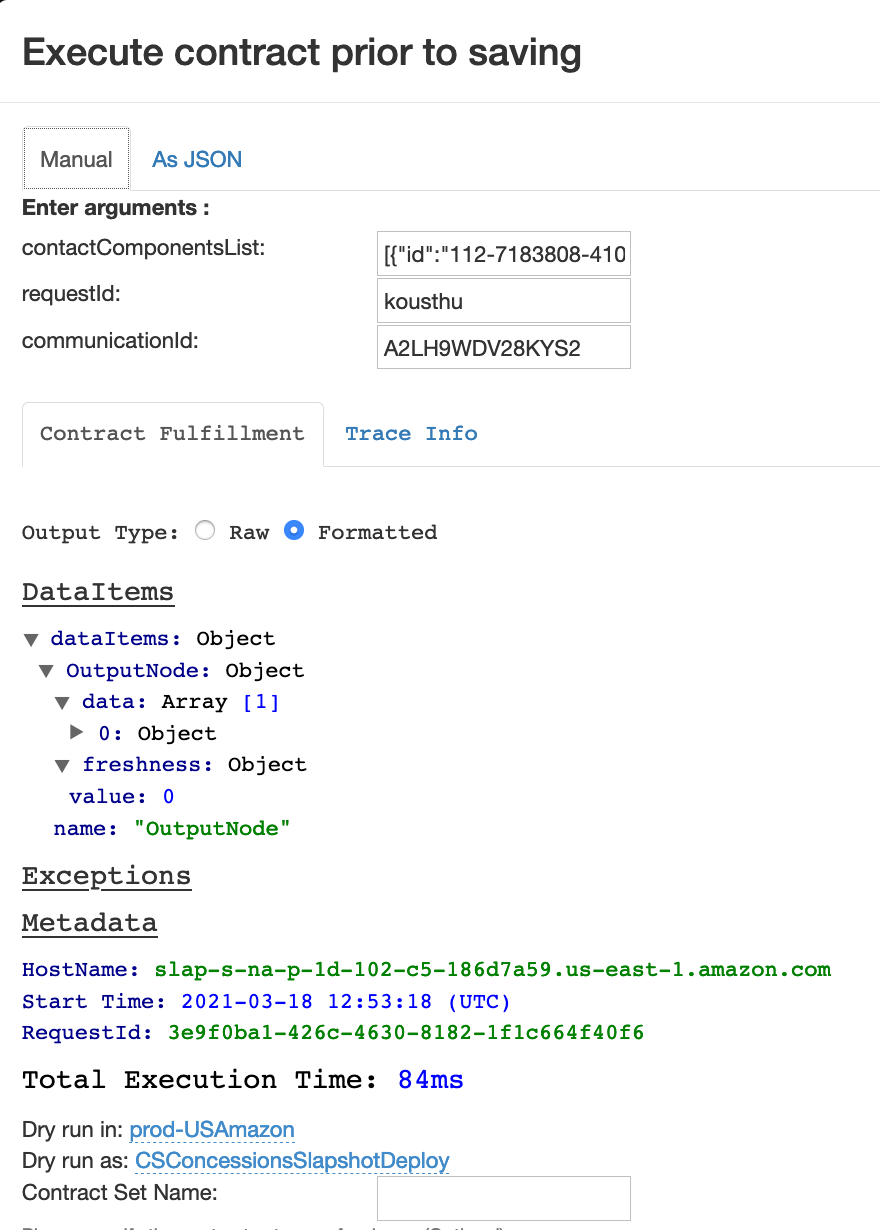 Execute contract prior to saving
Manual As JSON
Enter arguments :
contactComponentsList: [{"id":"112-7183808-410
requestId: kousthu
communicationId: A2LH9WDV28KYS2
Contract Fulfillment Trace Info
Output Type: Raw Formatted
DataItems
▼ dataItems: Object
▼ OutputNode: Object
▼ data: Array [1]
▶ 0: Object
▼ freshness: Object
value: 0
name: "OutputNode"
Exceptions
Metadata
HostName: slap-s-na-p-1d-102-c5-186d7a59.us-east-1.amazon.com
Start Time: 2021-03-18 12:53:18 (UTC)
RequestId: 3e9f0ba1-426c-4630-8182-1f1c664f40f6
Total Execution Time: 84ms
Dry run in: prod-USAmazon
Dry run as: CSConcessionsSlapshotDeploy
Contract Set Name: